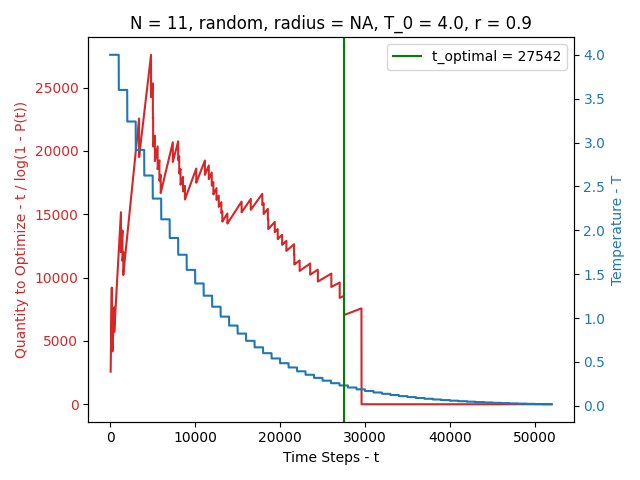 N = 11, random, radius = NA, T_0 = 4.0, r = 0.9
t_optimal = 27542
Quantity to Optimize - t / log(1 - P(t))
25000
20000
15000
10000
5000
0
4.0
3.5
3.0
2.5
2.0
1.5
1.0
0.5
0.0
Temperature - T
0 10000 20000 30000 40000 50000
Time Steps - t